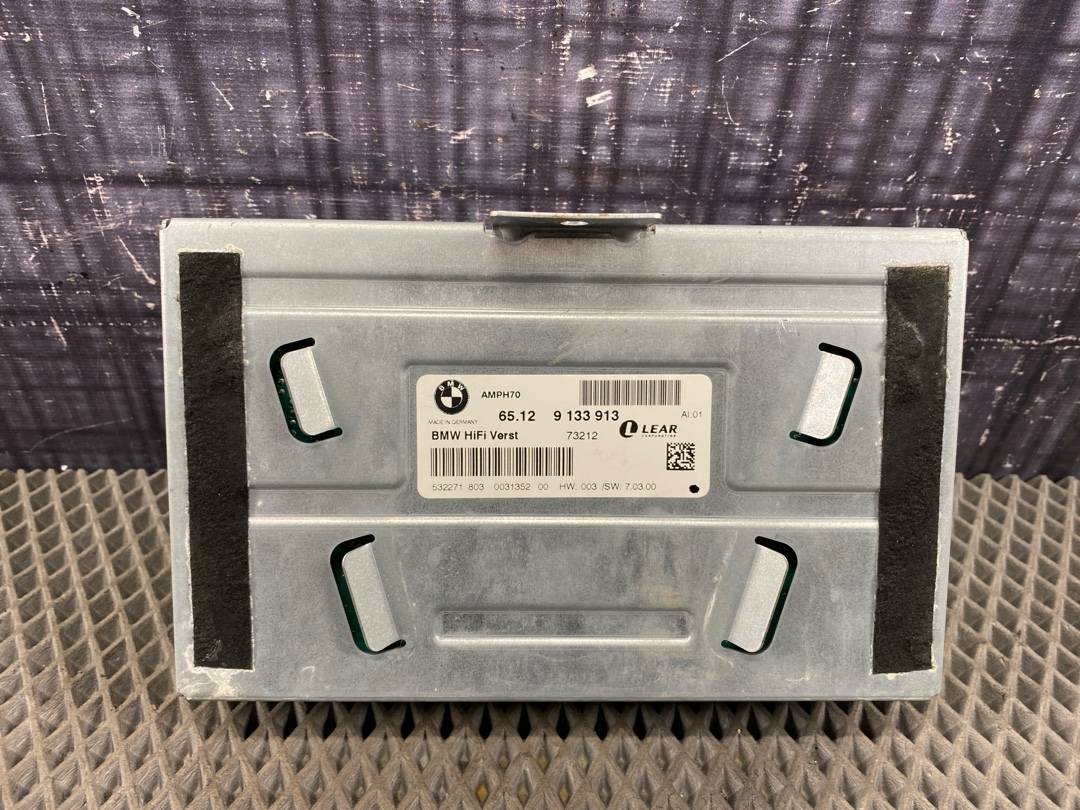 BMW
AMPH70
65.12 9 133 913 AI:01
MADE IN GERMANY
BMW HiFi Verst 73212 LEAR
CORPORATION
532271 803 0031352 00 HW: 003 /SW: 7.03.00